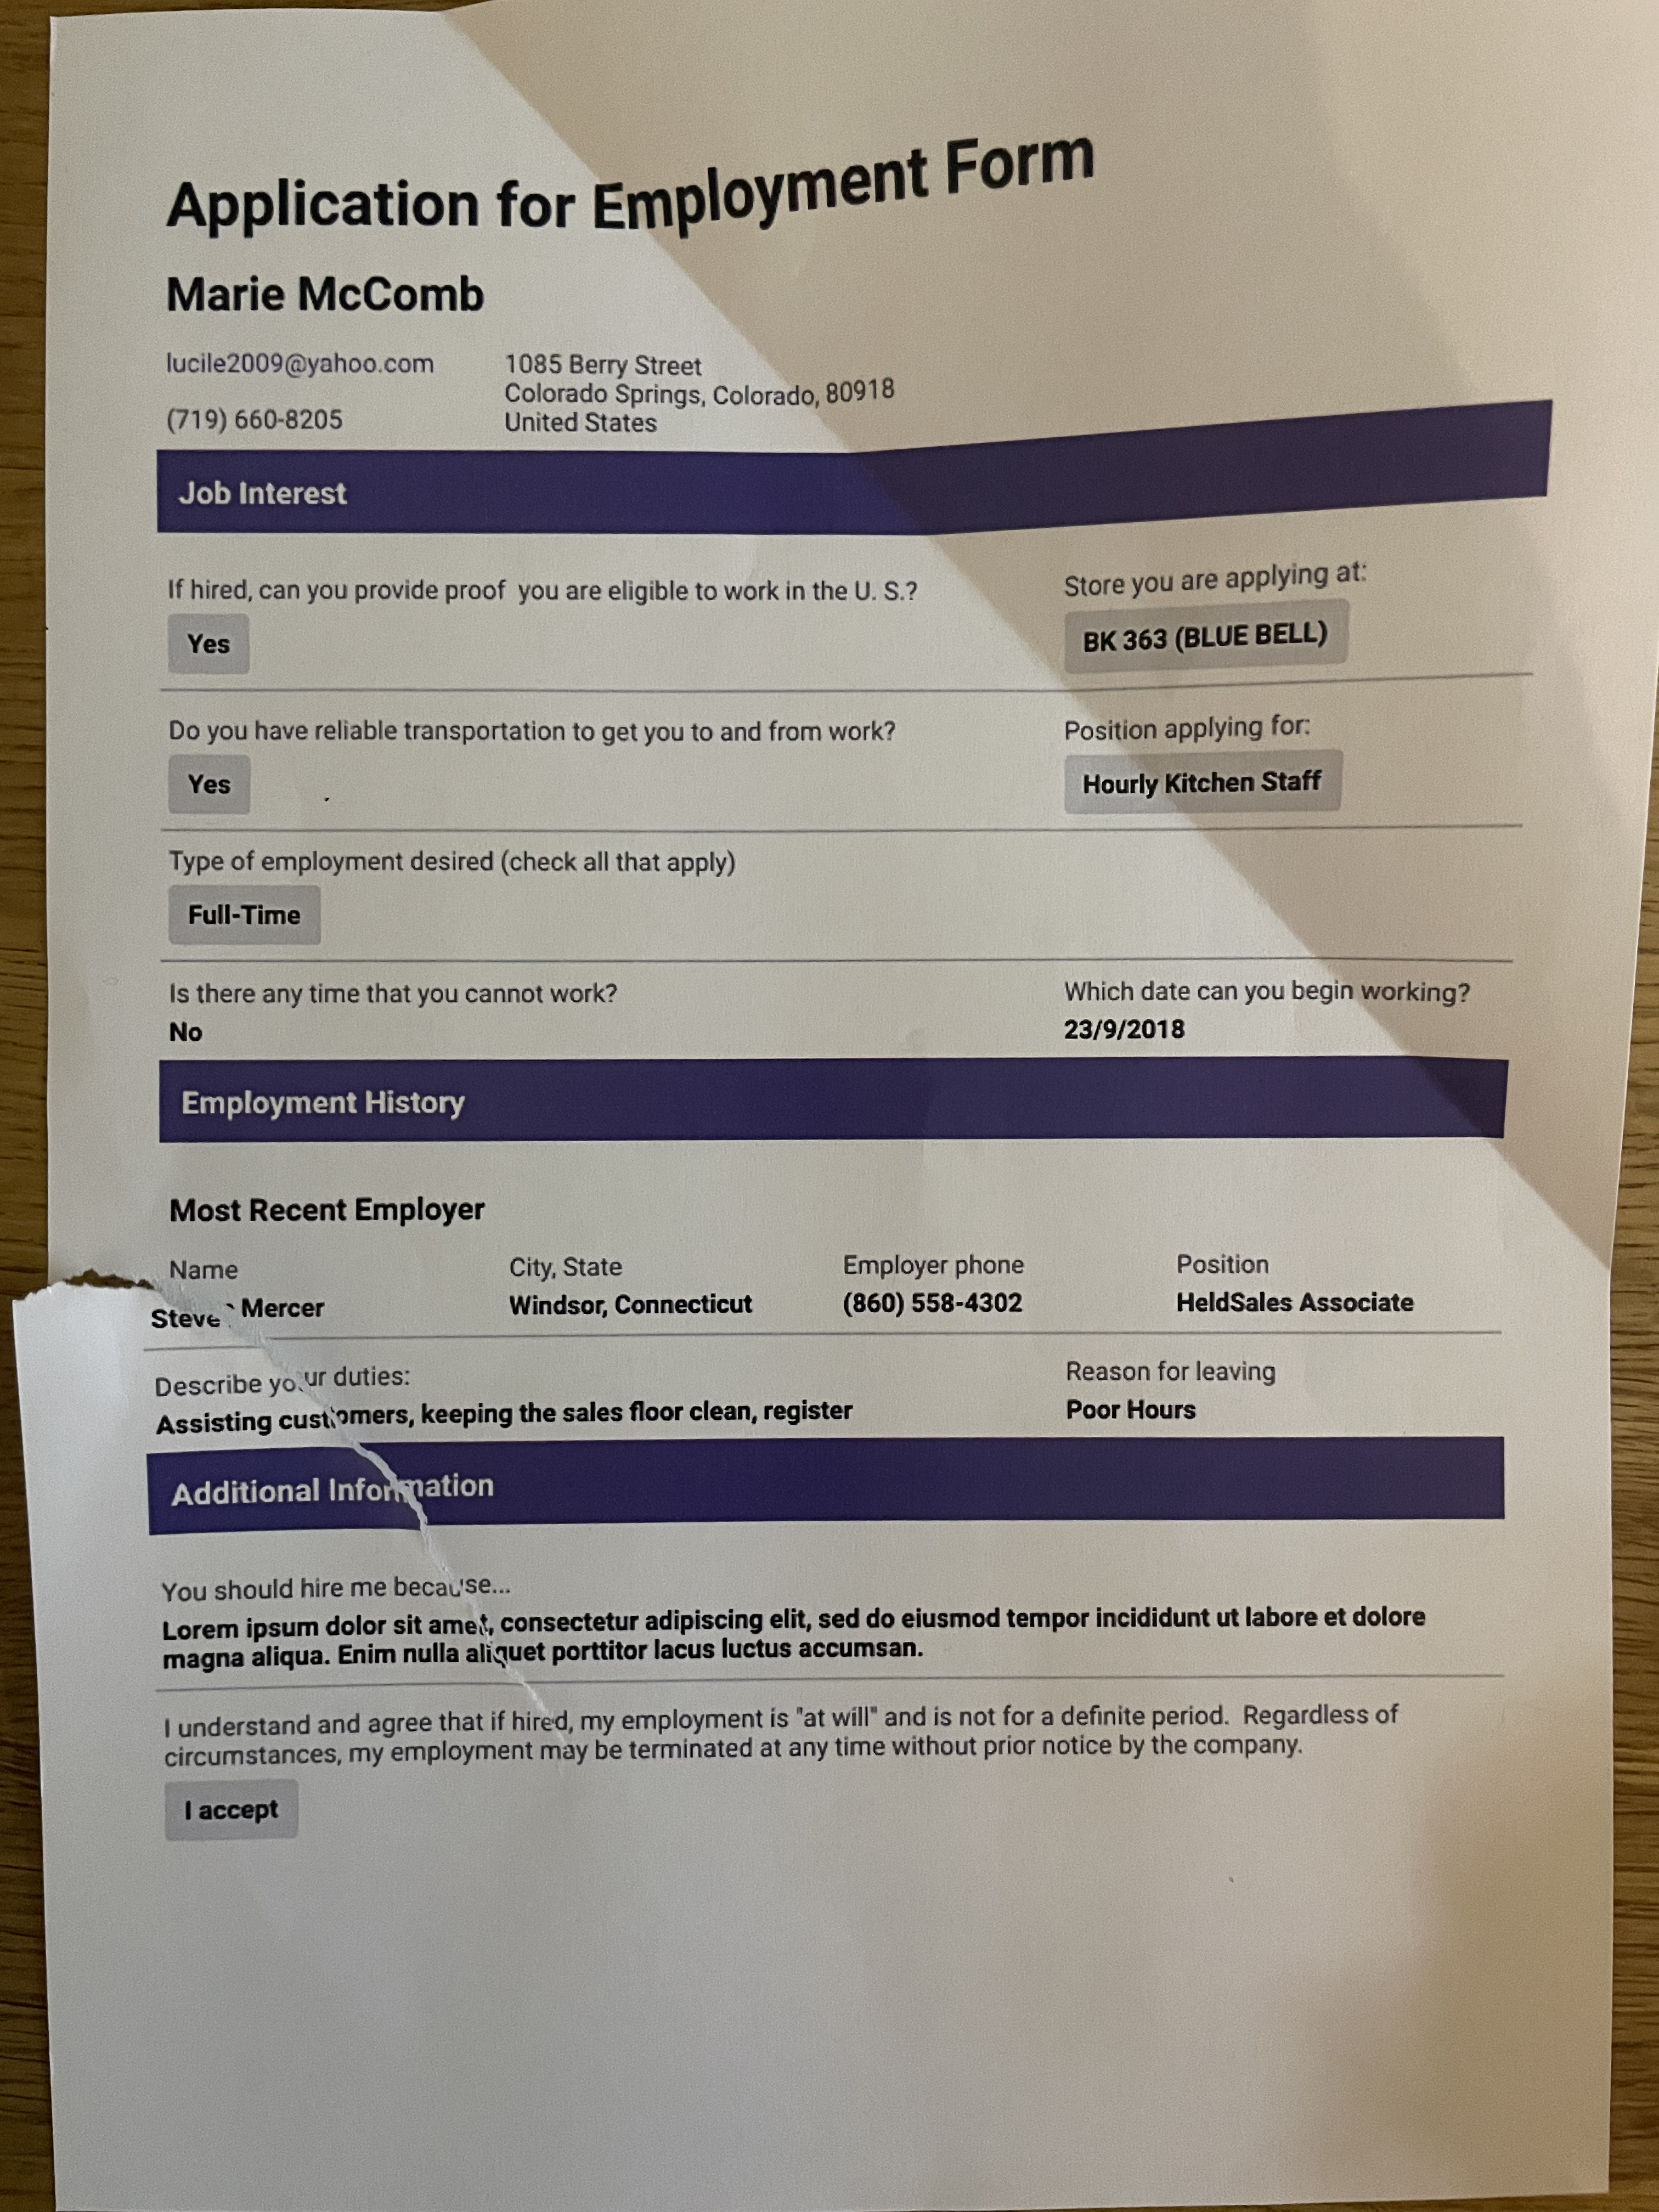 Application for Employment Form
Marie McComb
lucile2009@yahoo.com
(719) 660-8205
1085 Berry Street
Colorado Springs, Colorado, 80918
United States
Job Interest
If hired, can you provide proof  you are eligible to work in the U. S.?
Yes
Store you are applying at:
BK 363 (BLUE BELL)
Do you have reliable transportation to get you to and from work?
Yes
Position applying for:
Hourly Kitchen Staff
Type of employment desired (check all that apply)
Full-Time
Is there any time that you cannot work?
No
Which date can you begin working?
23/9/2018
Employment History
Most Recent Employer
Name
Mercer
City, State
Windsor, Connecticut
Employer phone
(860) 558-4302
Position
HeldSales Associate
Describe your duties:
Assisting customers, keeping the sales floor clean, register
Reason for leaving
Poor Hours
Additional Information
You should hire me because...
Lorem ipsum dolor sit amet, consectetur adipiscing elit, sed do eiusmod tempor incididunt ut labore et dolore
magna aliqua. Enim nulla aliquet porttitor lacus luctus accumsan.
I understand and agree that if hired, my employment is "at will" and is not for a definite period.  Regardless of
circumstances, my employment may be terminated at any time without prior notice by the company.
I accept